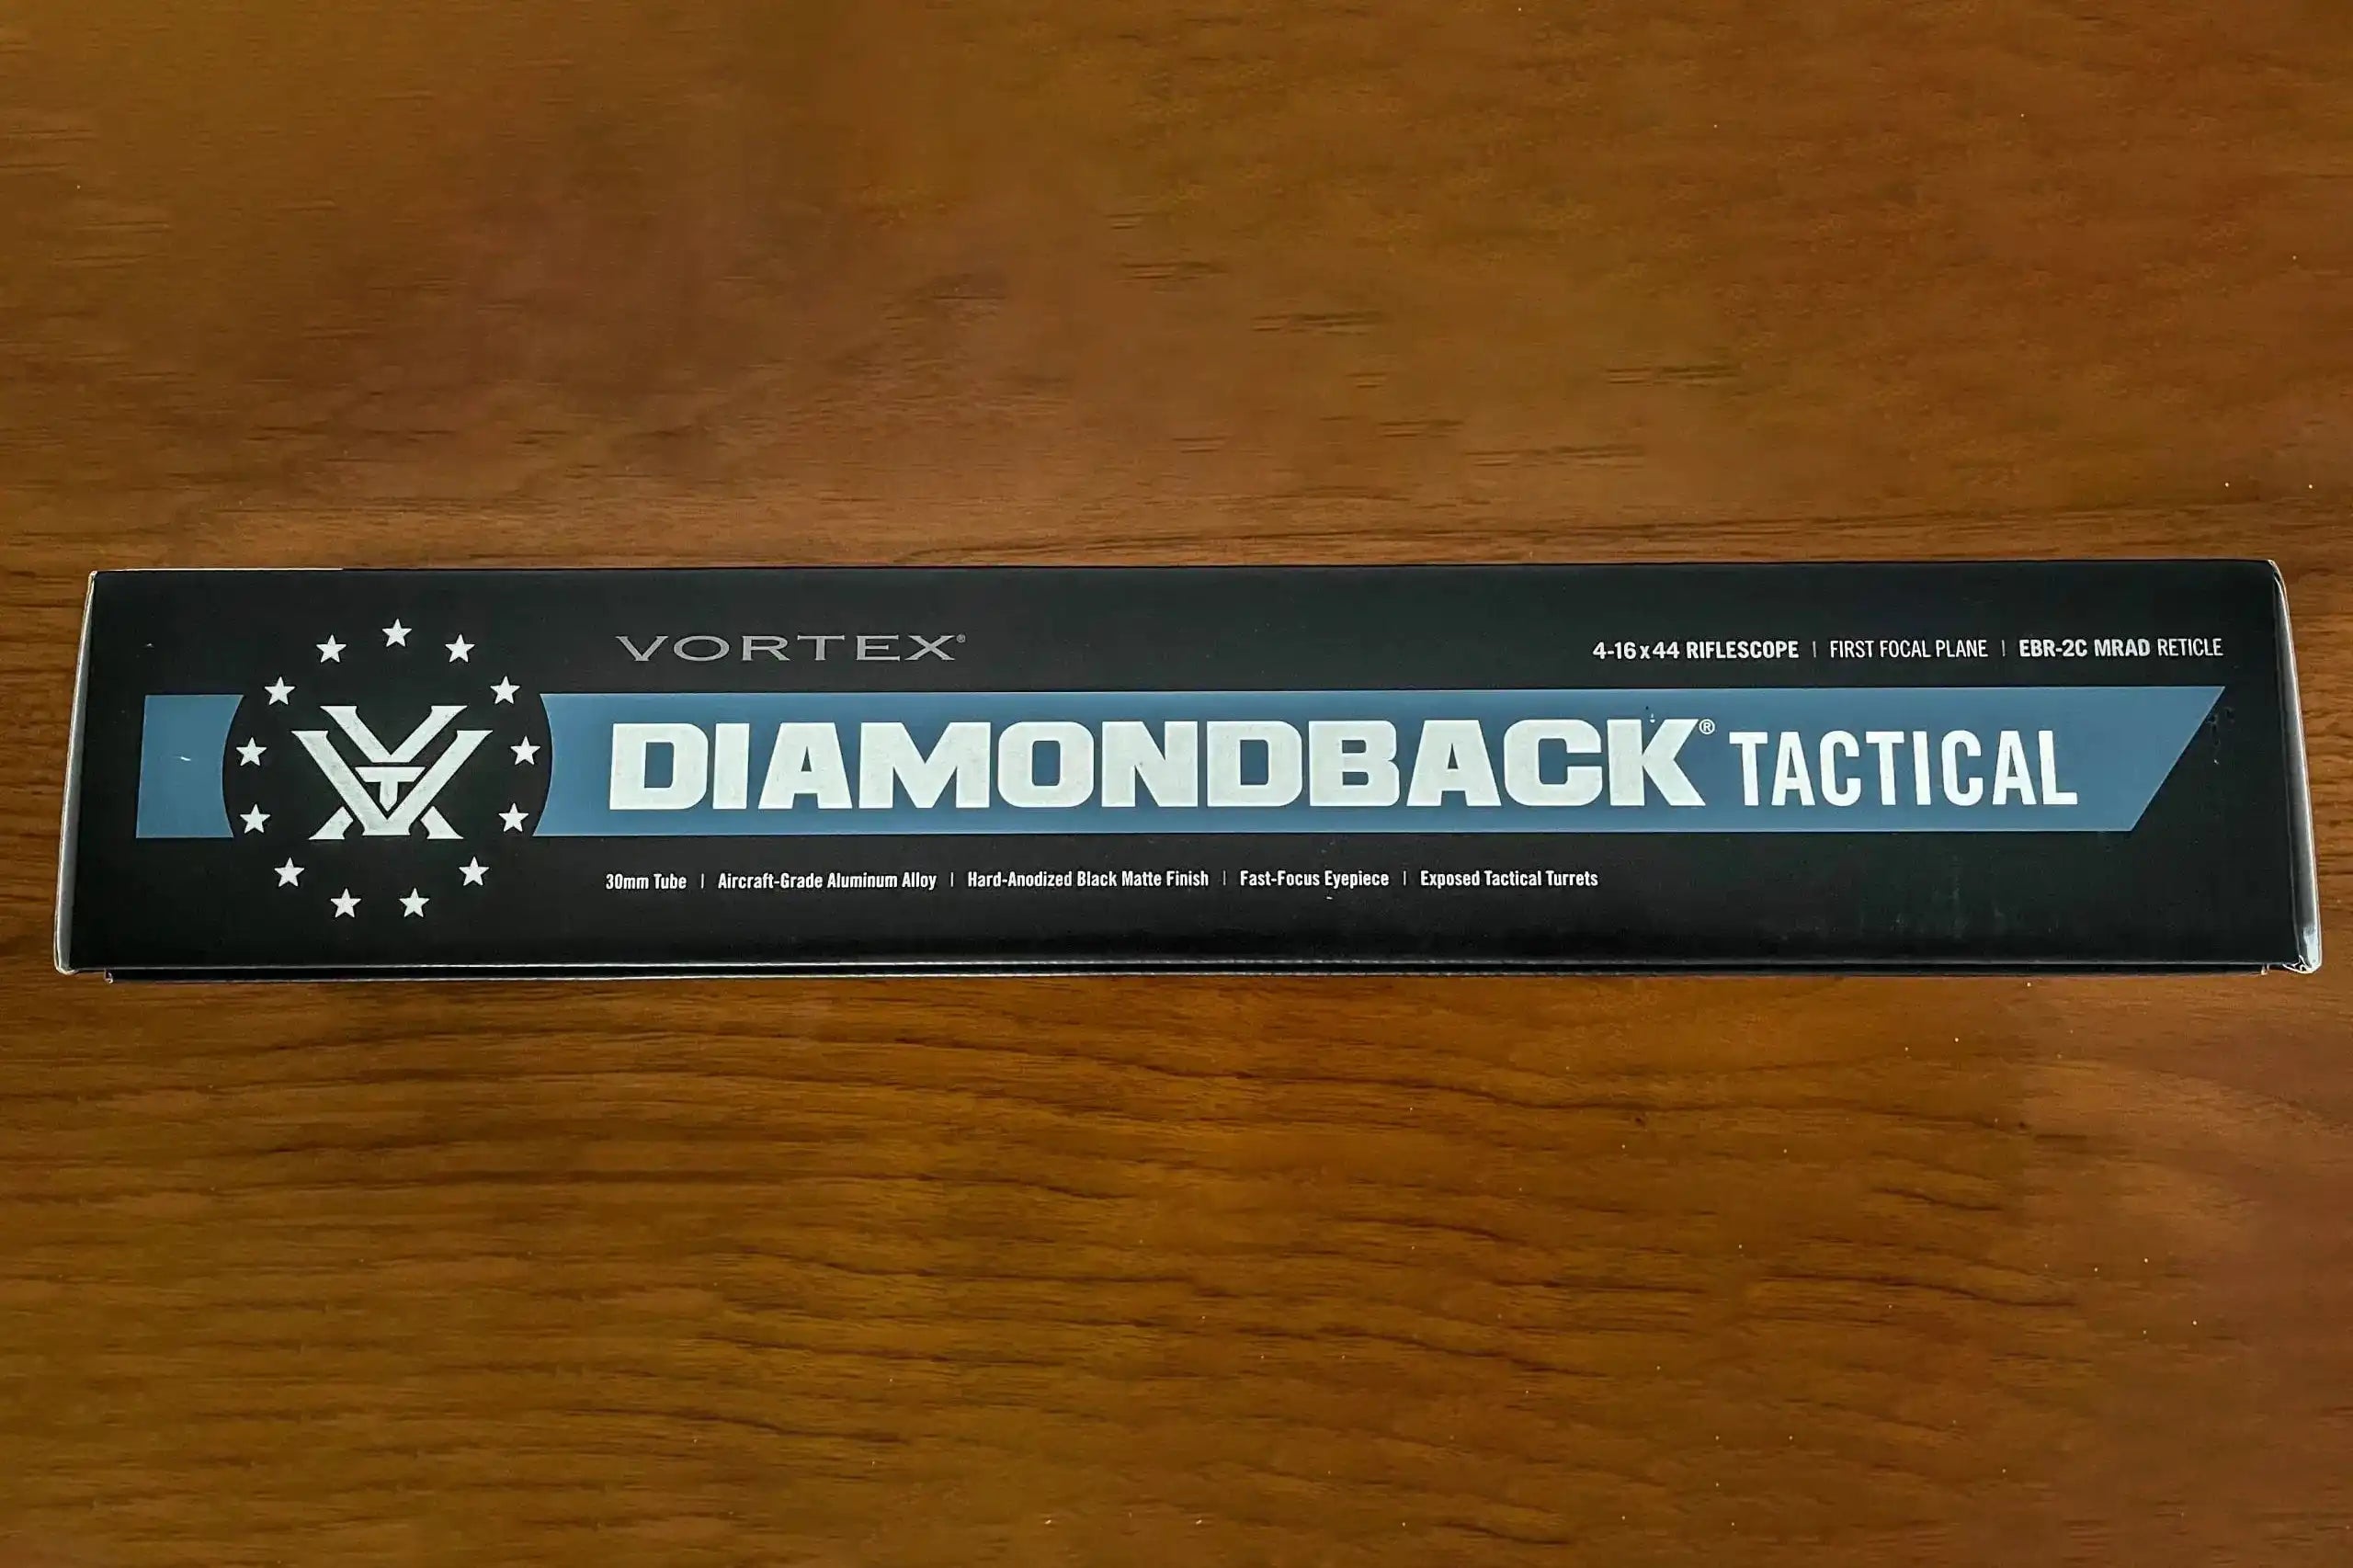 VORTEX®
4-16x44 RIFLESCOPE | FIRST FOCAL PLANE | EBR-2C MRAD RETICLE
DIAMONDBACK® TACTICAL
30mm Tube | Aircraft-Grade Aluminum Alloy | Hard-Anodized Black Matte Finish | Fast-Focus Eyepiece | Exposed Tactical Turrets